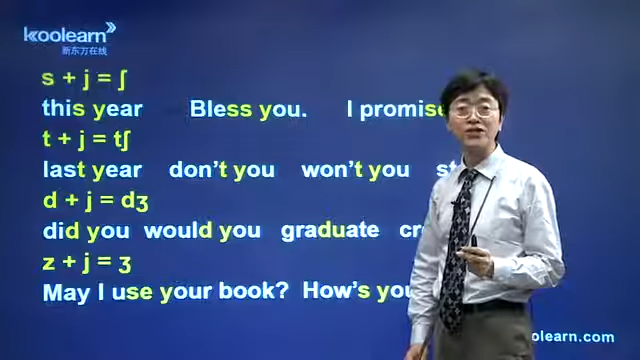 koolearn
新东方在线
s + j = ʃ
this year Bless you. I promise
t + j = tʃ
last year don't you won't you
d + j = dʒ
did you would you graduate
z + j = ʒ
May I use your book? How's you
olearn.com